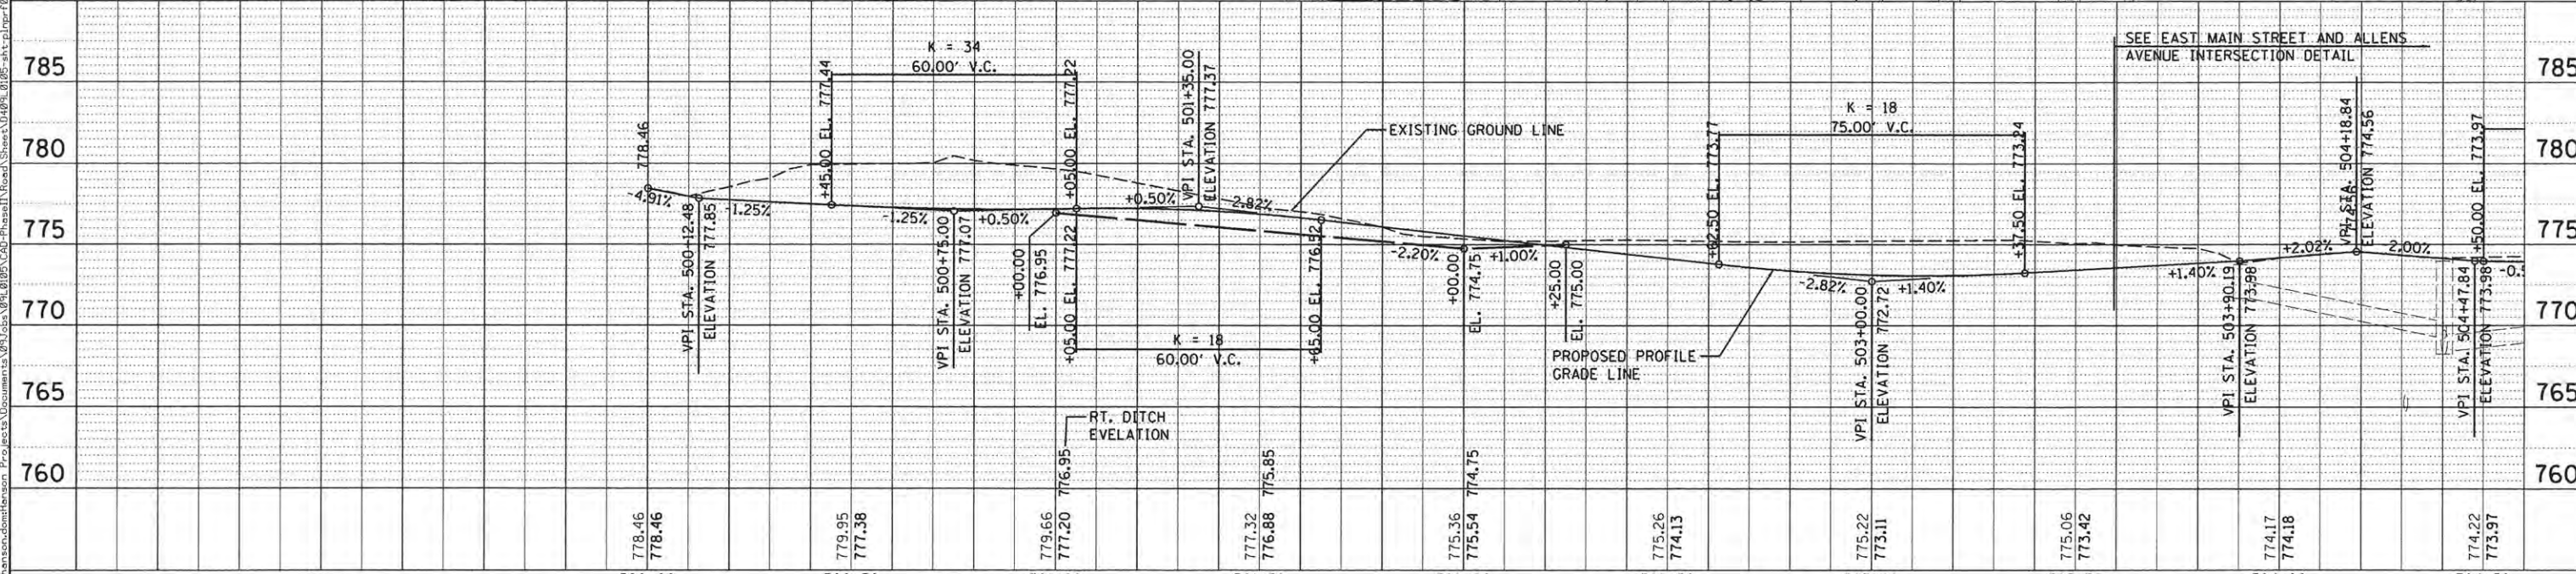 SEE EAST MAIN STREET AND ALLENS
AVENUE INTERSECTION DETAIL
785
785
K = 34
60.00' V.C.
+45.00 EL. 777.44
+05.00 EL. 777.22
VPI STA. 501+35.00
ELEVATION 777.37
K = 18
75.00' V.C.
+62.50 EL. 773.77
+37.50 EL. 773.24
VPI STA. 504+18.84
ELEVATION 774.56
774.56
+50.00 EL. 773.97
780
780
778.46
EXISTING GROUND LINE
-4.91%
-1.25%
-1.25%
+0.50%
+0.50%
-2.82%
-2.20%
+1.00%
-2.82%
+1.40%
+1.40%
+2.02%
-2.00%
775
775
VPI STA. 500+12.48
ELEVATION 777.85
VPI STA. 500+75.00
ELEVATION 777.07
+00.00
EL. 776.95
+05.00 EL. 777.22
+65.00 EL. 776.52
K = 18
60.00' V.C.
+00.00
EL. 774.75
+25.00
EL. 775.00
PROPOSED PROFILE
GRADE LINE
VPI STA. 503+00.00
ELEVATION 772.72
VPI STA. 503+90.19
ELEVATION 773.98
VPI STA. 504+47.84
ELEVATION 773.98
770
770
765
765
RT. DITCH
EVELATION
776.95
775.85
774.75
760
760
778.46
778.46
779.95
777.38
779.66
777.20
777.32
776.88
775.36
775.54
775.26
774.13
775.22
773.11
775.06
773.42
774.17
774.18
774.22
773.97